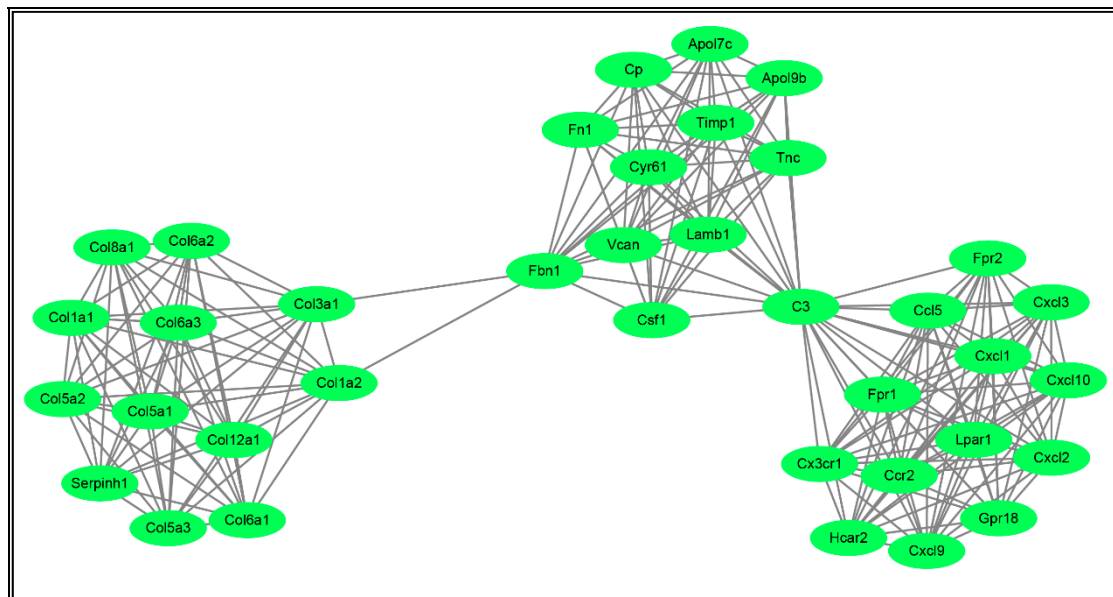 Apol7c
Cp
Apol9b
Fn1
Timp1
Tnc
Cyr61
Vcan
Lamb1
Fbn1
Csf1
C3
Col8a1
Col6a2
Col3a1
Col1a1
Col6a3
Col1a2
Col5a2
Col5a1
Col12a1
Serpinh1
Col5a3
Col6a1
Fpr2
Ccl5
Cxcl3
Cxcl1
Cxcl10
Fpr1
Lpar1
Cxcl2
Cx3cr1
Ccr2
Gpr18
Hcar2
Cxcl9